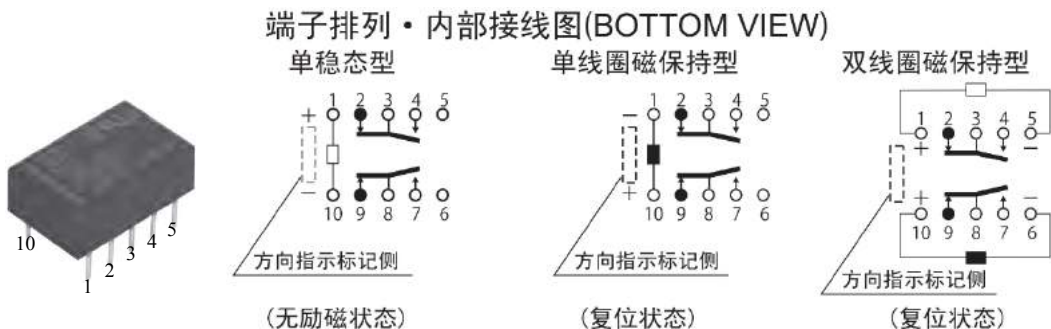 端子排列・内部接线图(BOTTOM VIEW)
单稳态型
单线圈磁保持型
双线圈磁保持型
1 2 3 4 5
+
−
10 9 8 7 6
方向指示标记侧
(无励磁状态)
1 2 3 4 5
−
+
10 9 8 7 6
方向指示标记侧
(复位状态)
1 2 3 4 5
+ −
+ −
10 9 8 7 6
方向指示标记侧
(复位状态)
10 1 2 3 4 5